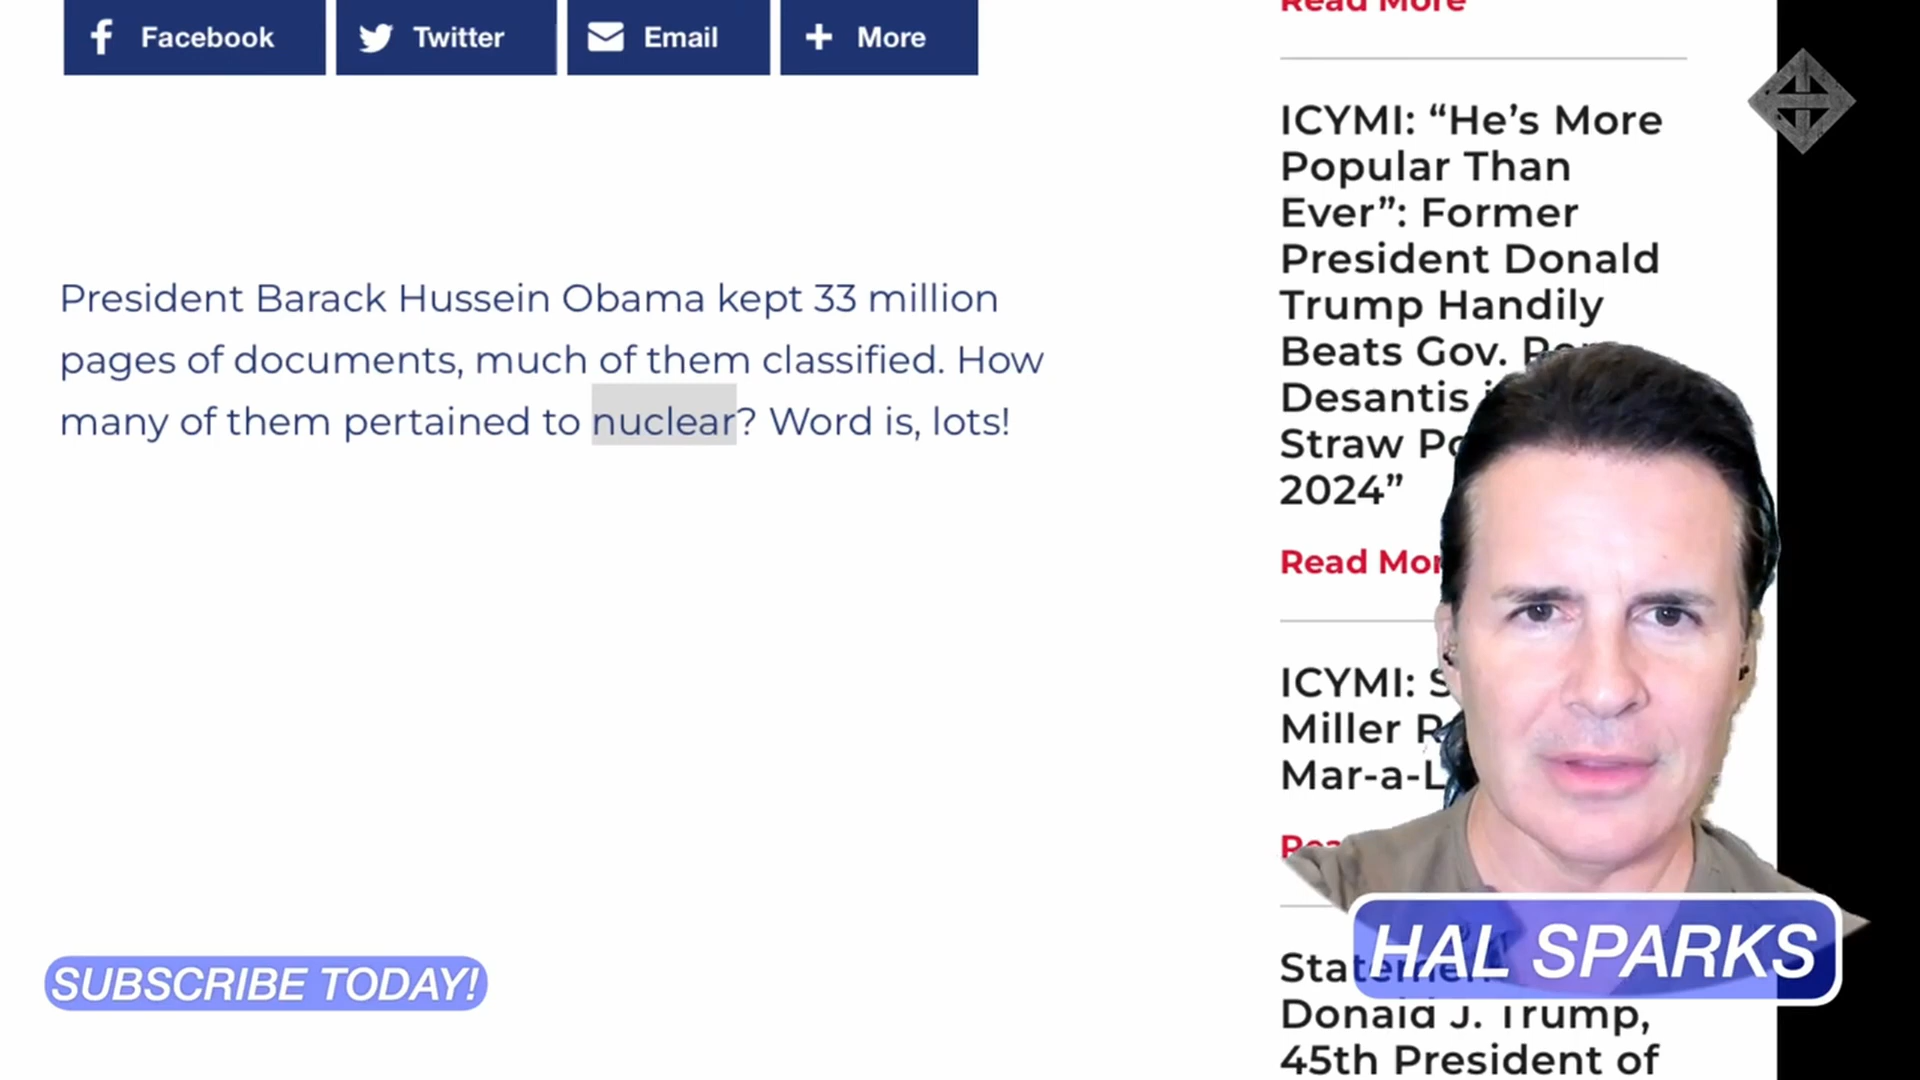 Facebook
Twitter
Email
More
President Barack Hussein Obama kept 33 million
pages of documents, much of them classified. How
many of them pertained to nuclear? Word is, lots!
Read More
ICYMI: “He’s More
Popular Than
Ever”: Former
President Donald
Trump Handily
Beats Gov.
Desantis
Straw
2024”
Read
ICYMI:
Miller
Donald J. Trump,
45th President of
HAL SPARKS
SUBSCRIBE TODAY!